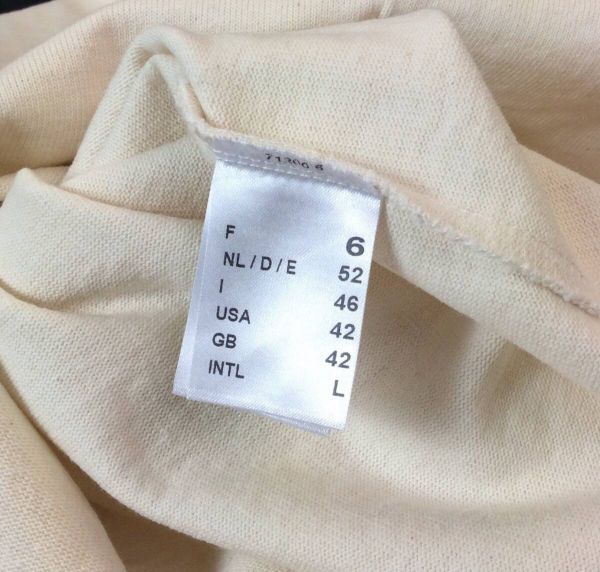 F 6
NL / D / E 52
I 46
USA 42
GB 42
INTL L